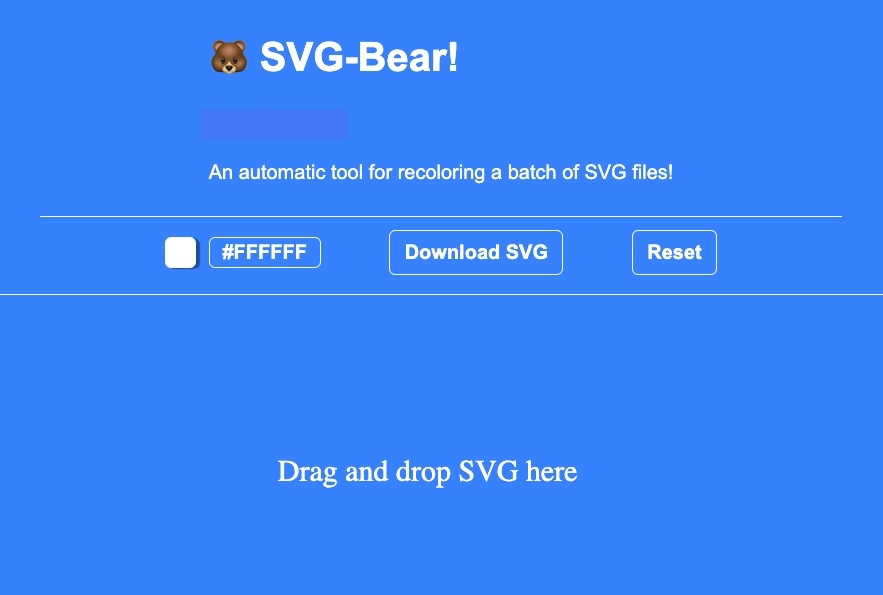 🐻 SVG-Bear!
An automatic tool for recoloring a batch of SVG files!
#FFFFFF
Download SVG
Reset
Drag and drop SVG here